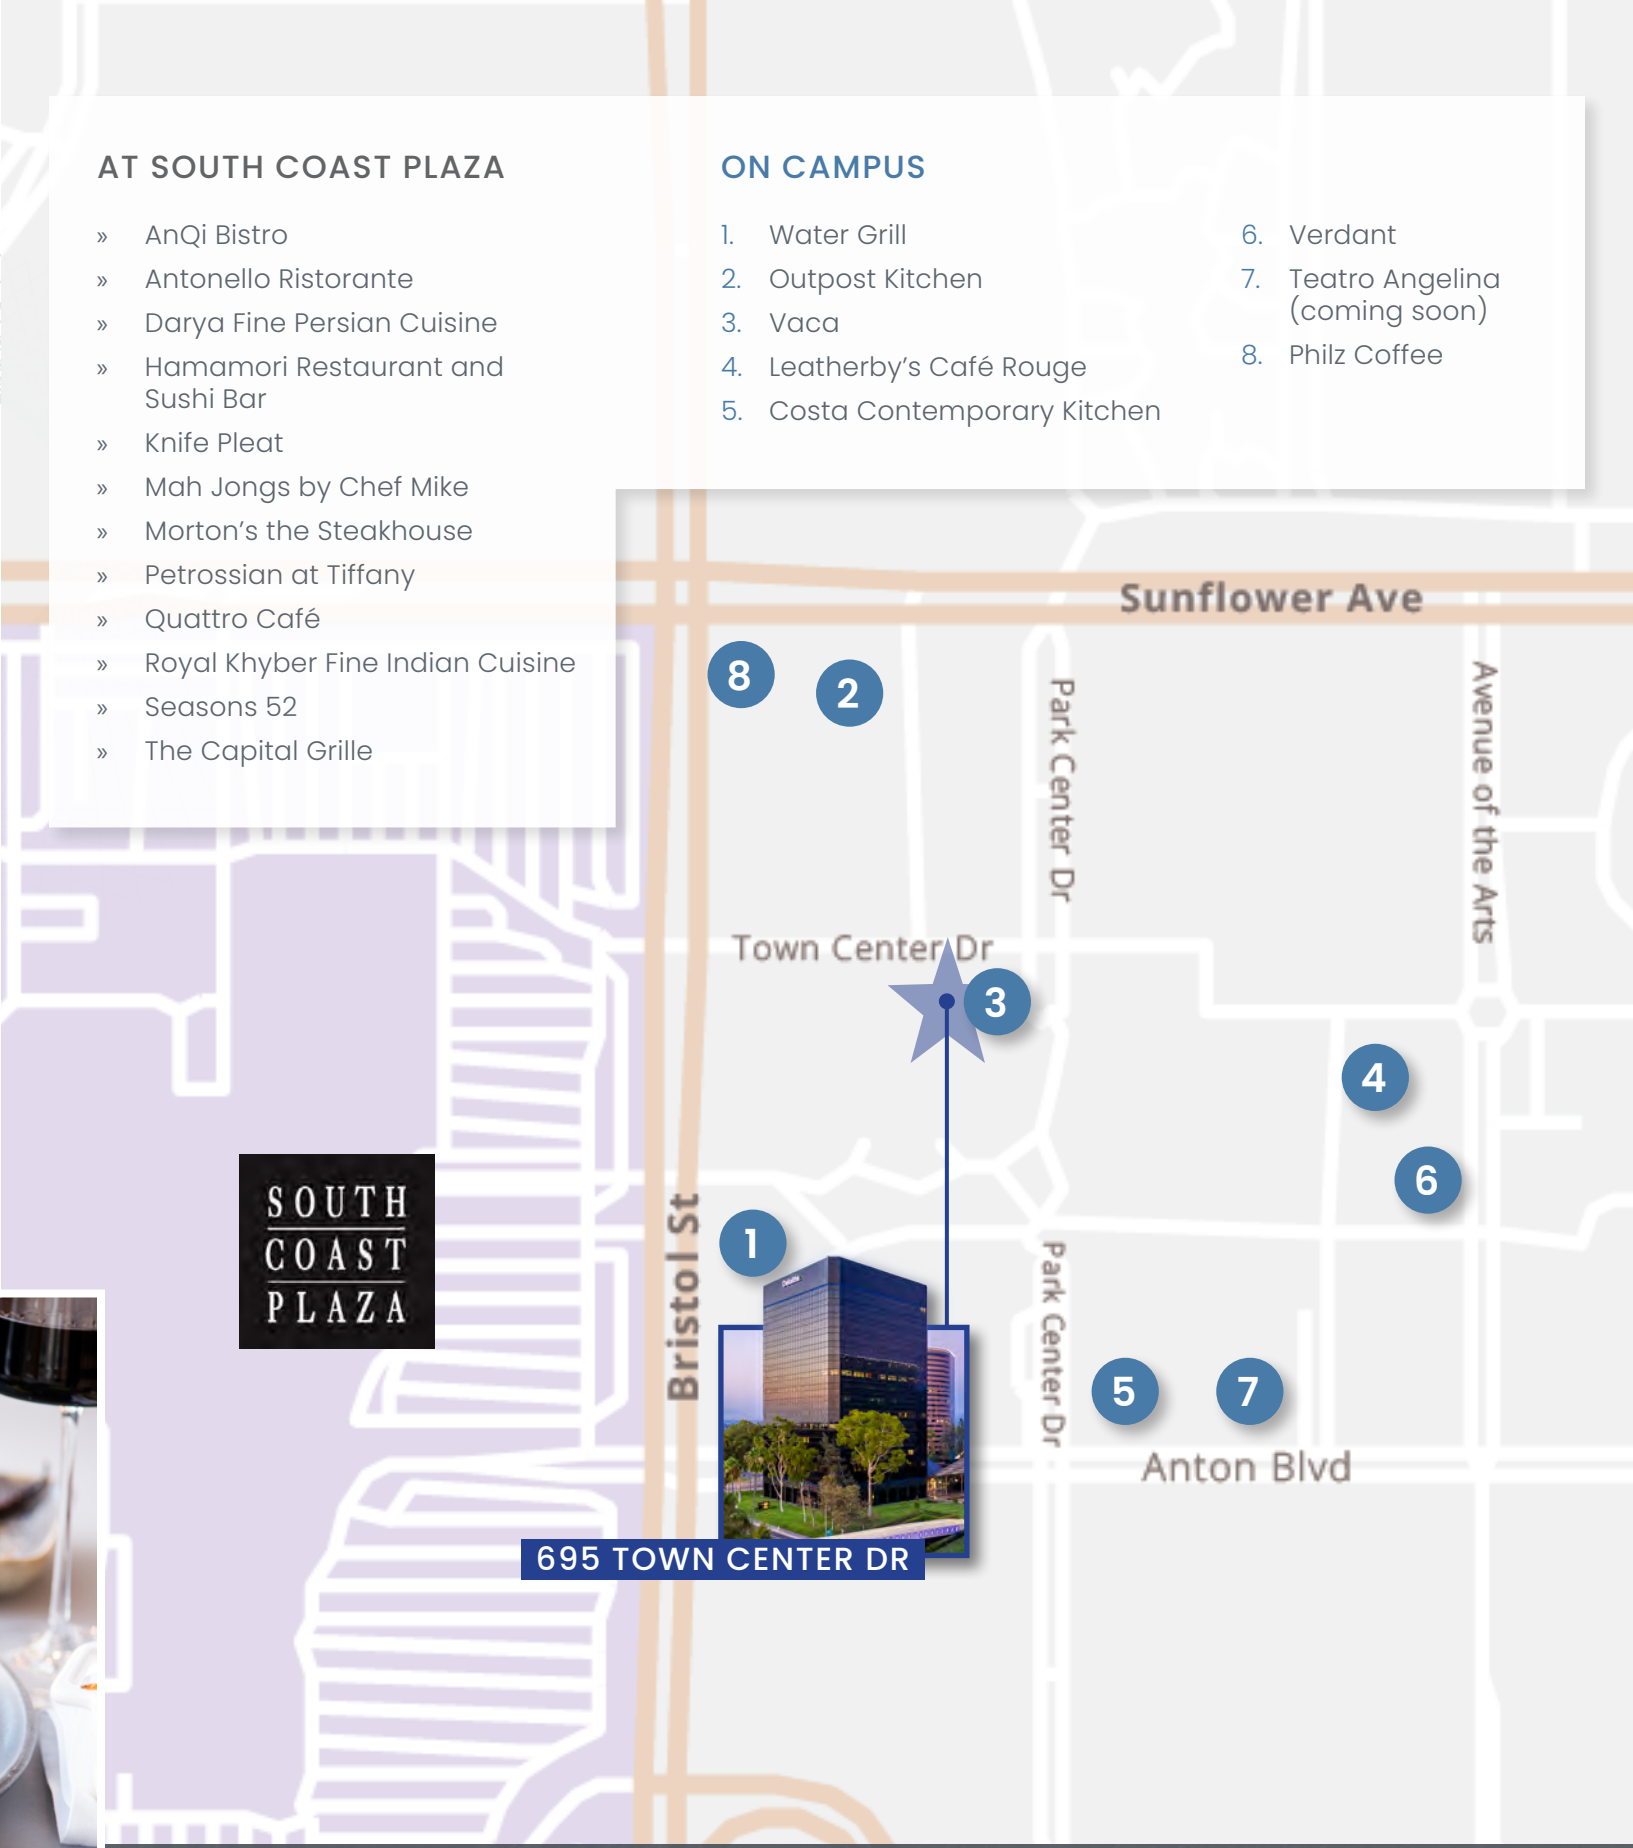 AT SOUTH COAST PLAZA
» AnQi Bistro
» Antonello Ristorante
» Darya Fine Persian Cuisine
» Hamamori Restaurant and
Sushi Bar
» Knife Pleat
» Mah Jongs by Chef Mike
» Morton’s the Steakhouse
» Petrossian at Tiffany
» Quattro Café
» Royal Khyber Fine Indian Cuisine
» Seasons 52
» The Capital Grille
ON CAMPUS
1. Water Grill
2. Outpost Kitchen
3. Vaca
4. Leatherby’s Café Rouge
5. Costa Contemporary Kitchen
6. Verdant
7. Teatro Angelina
(coming soon)
8. Philz Coffee
Sunflower Ave
8
2
Park Center Dr
Avenue of the Arts
Town Center Dr
3
4
6
SOUTH
COAST
PLAZA
Bristol St
1
Deloitte
Park Center Dr
5
7
Anton Blvd
695 TOWN CENTER DR